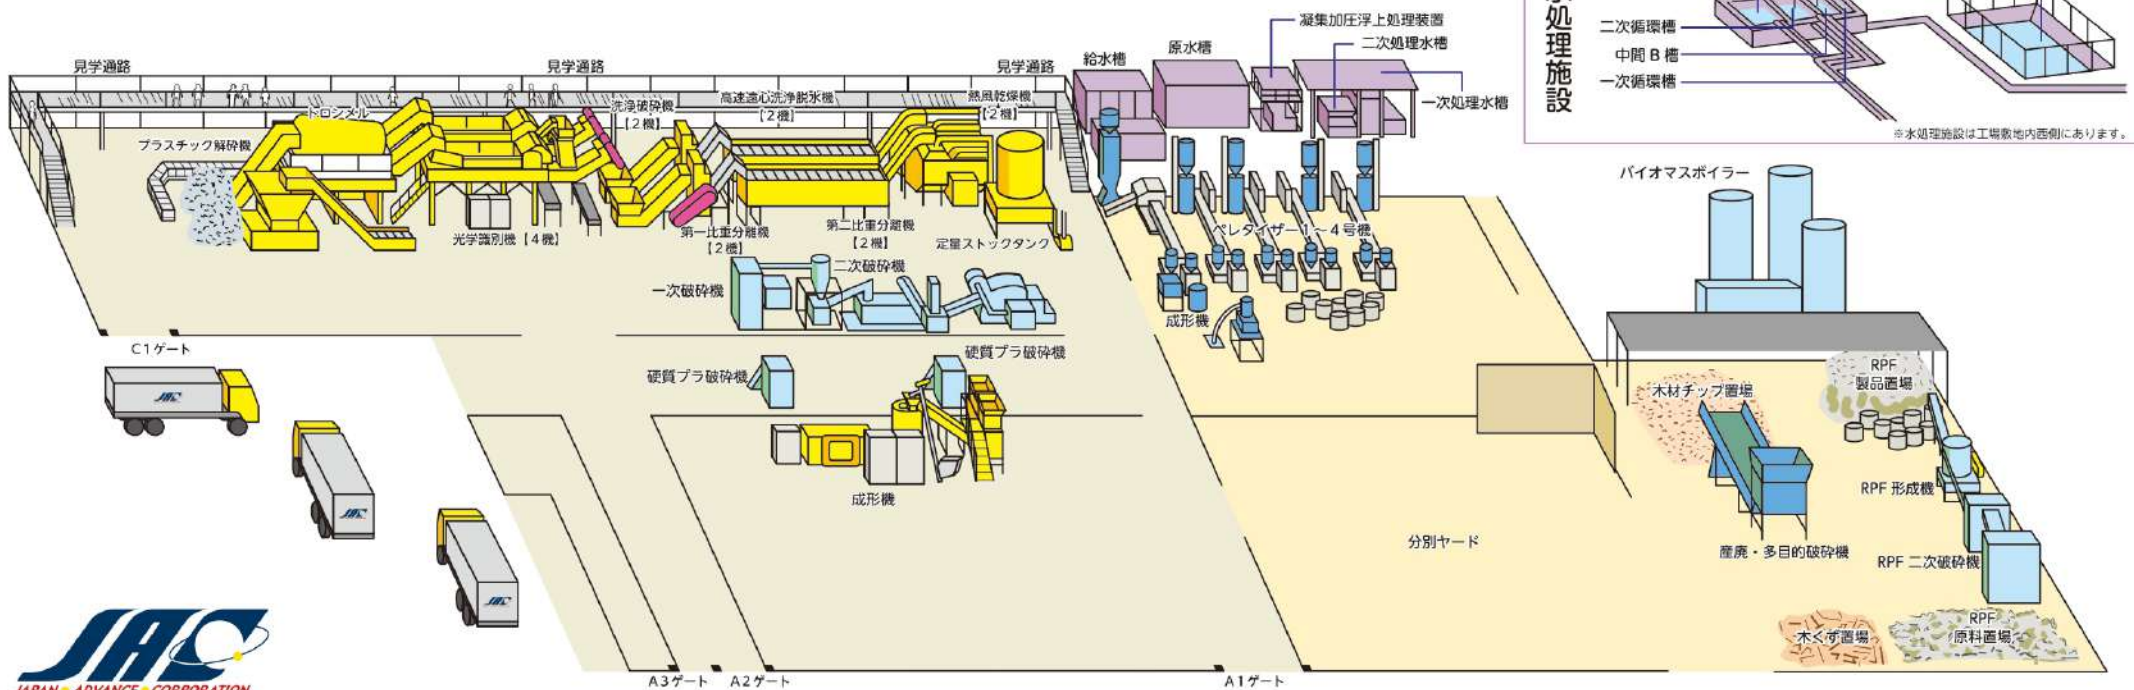 凝集加圧浮上処理装置
二次処理水槽
原水槽
給水槽
一次処理水槽
水処理施設
二次循環槽
中間B槽
一次循環槽
※水処理施設は工場敷地内西側にあります。
見学通路
見学通路
見学通路
トロンメル
洗浄破砕機
【2機】
高速遠心洗浄脱水機
【2機】
熱風乾燥機
【2機】
プラスチック解砕機
光学識別機【4機】
第一比重分離機
【2機】
第二比重分離機
【2機】
定量ストックタンク
ペレタイザー1~4号機
バイオマスボイラー
一次破砕機
二次破砕機
成形機
C1ゲート
硬質プラ破砕機
硬質プラ破砕機
成形機
木材チップ置場
RPF
製品置場
RPF 形成機
分別ヤード
産廃・多目的破砕機
RPF 二次破砕機
木くず置場
RPF
原料置場
JAC
JAC
JAC
JAC
JAPAN ADVANCE CORPORATION
A3ゲート
A2ゲート
A1ゲート